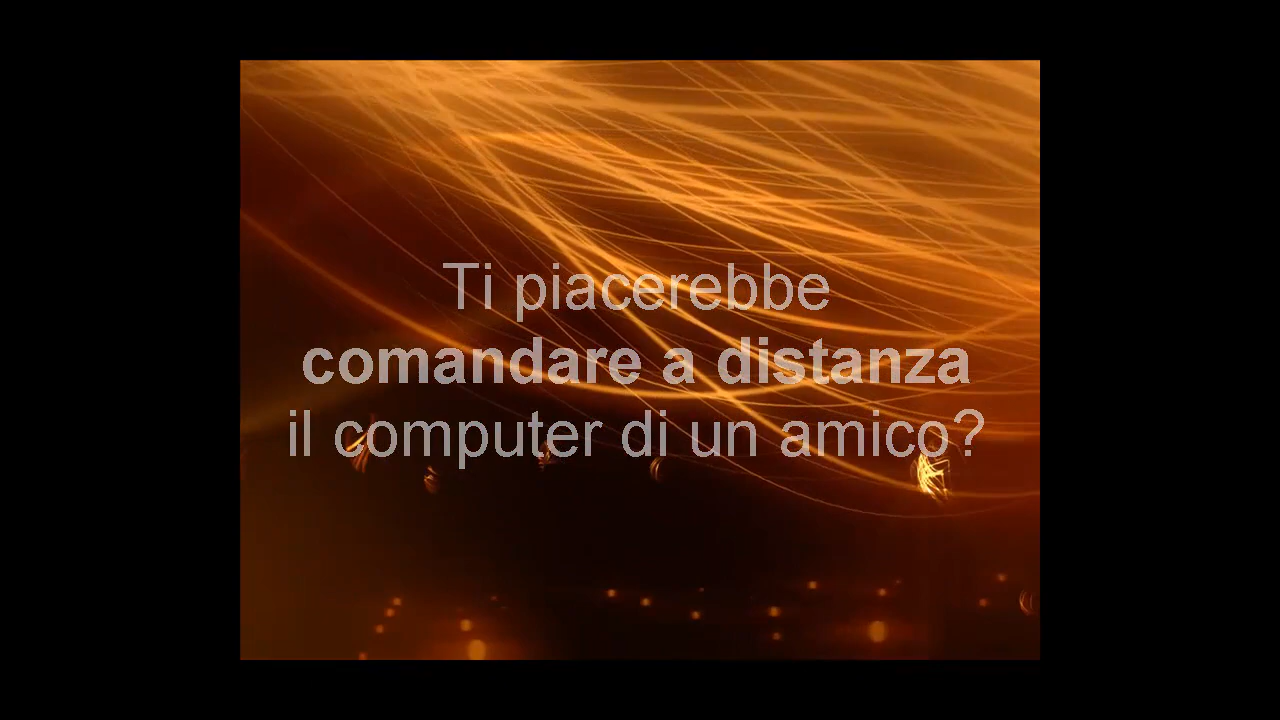 Ti piacerebbe
comandare a distanza
il computer di un amico?